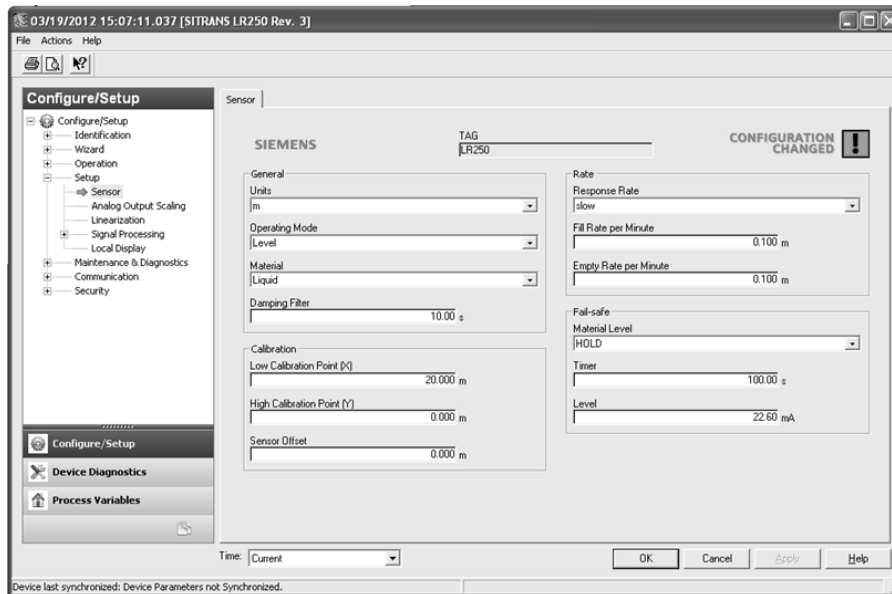 03/19/2012 15:07:11.037 [SITRANS LR250 Rev. 3]
File Actions Help
Configure/Setup
Configure/Setup
Identification
Wizard
Operation
Setup
Sensor
Analog Output Scaling
Linearization
Signal Processing
Local Display
Maintenance & Diagnostics
Communication
Security
Configure/Setup
Device Diagnostics
Process Variables
Sensor
SIEMENS
TAG
LR250
CONFIGURATION
CHANGED
General
Units
m
Operating Mode
Level
Material
Liquid
Damping Filter
10.00 s
Calibration
Low Calibration Point (X)
20.000 m
High Calibration Point (Y)
0.000 m
Sensor Offset
0.000 m
Rate
Response Rate
slow
Fill Rate per Minute
0.100 m
Empty Rate per Minute
0.100 m
Fail-safe
Material Level
HOLD
Timer
100.00 s
Level
22.60 mA
Time: Current
OK Cancel Apply Help
Device last synchronized: Device Parameters not Synchronized.